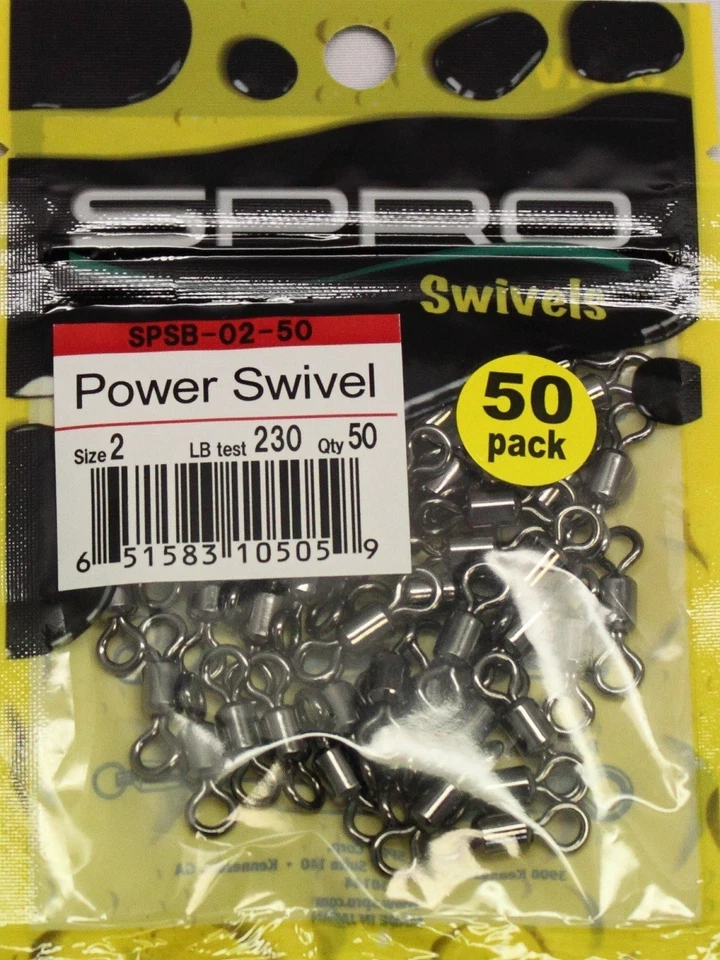 SPRO
Swivels
SPSB-02-50
Power Swivel
Size 2 LB test 230 Qty 50
6 51583 10505 9
50
pack